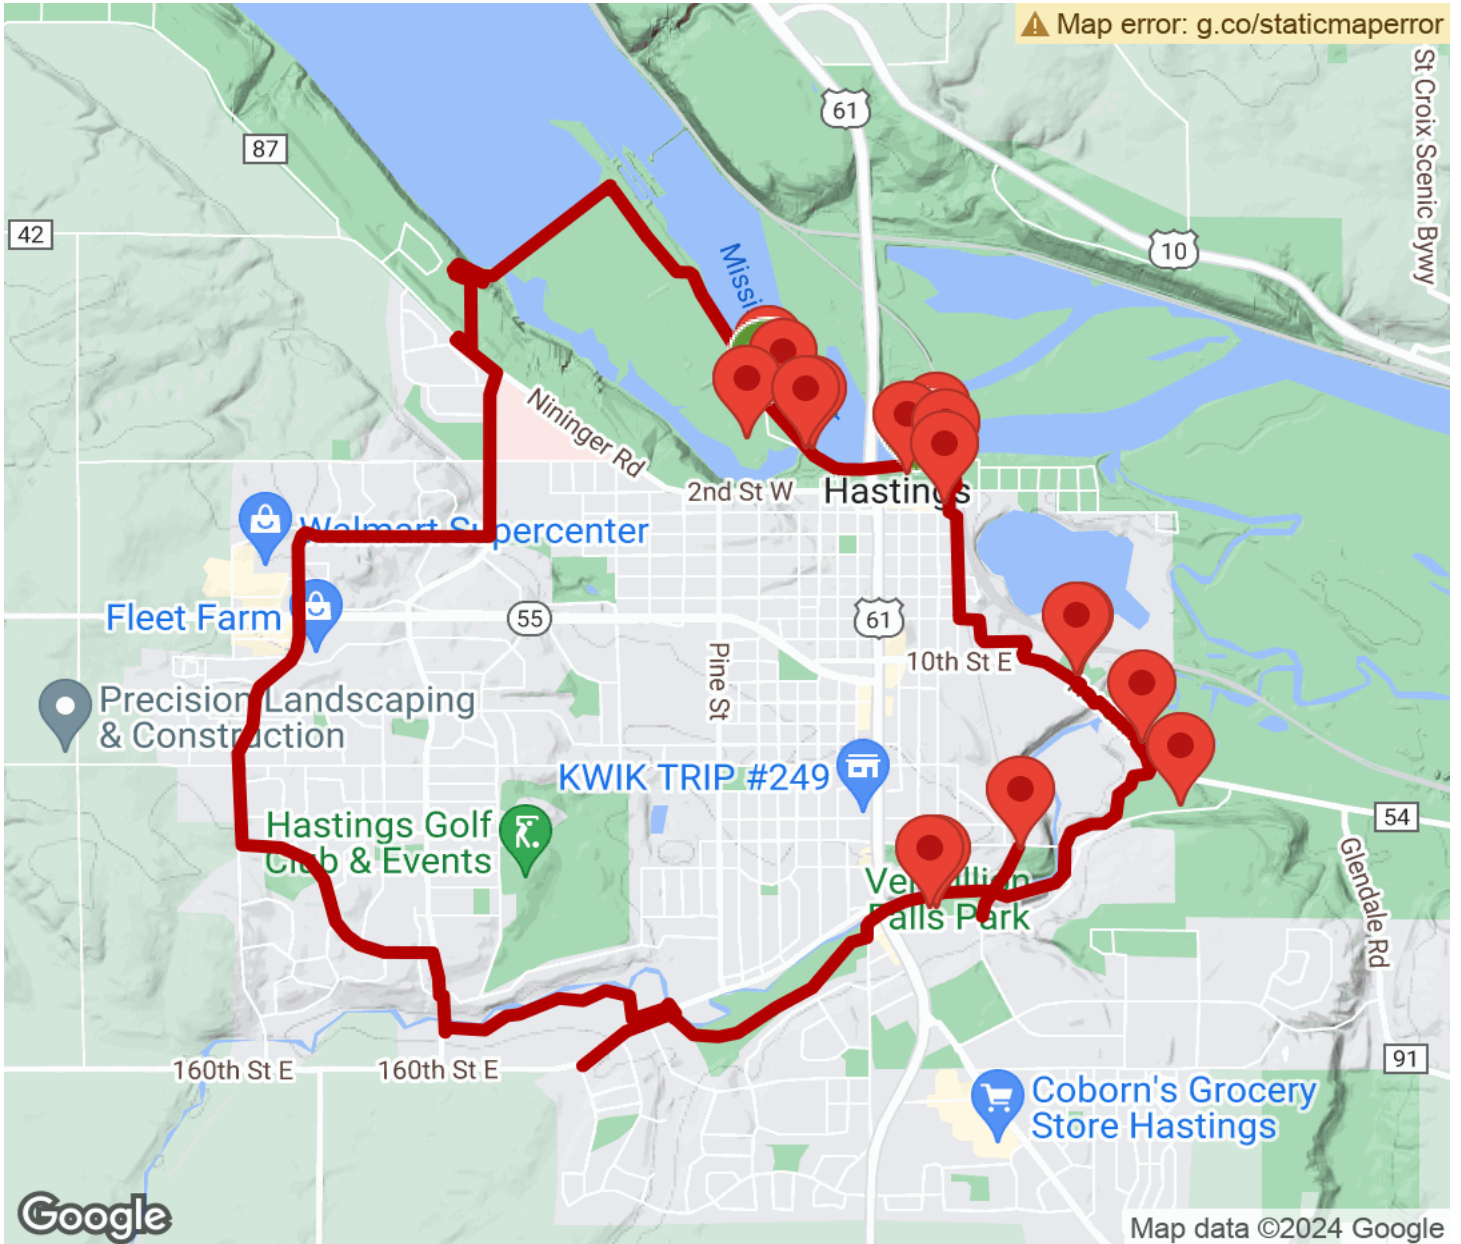 Map error: g.co/staticmaperror
St Croix Scenic Bywy
61
87
42
10
Missi
Nininger Rd
2nd St W
Hastings
Walmart Supercenter
Fleet Farm
55
61
10th St E
Pine St
Precision Landscaping
& Construction
KWIK TRIP #249
54
Hastings Golf
Club & Events
Glendale Rd
Vermillion
Falls Park
91
160th St E
160th St E
Coborn's Grocery
Store Hastings
Google
Map data ©2024 Google